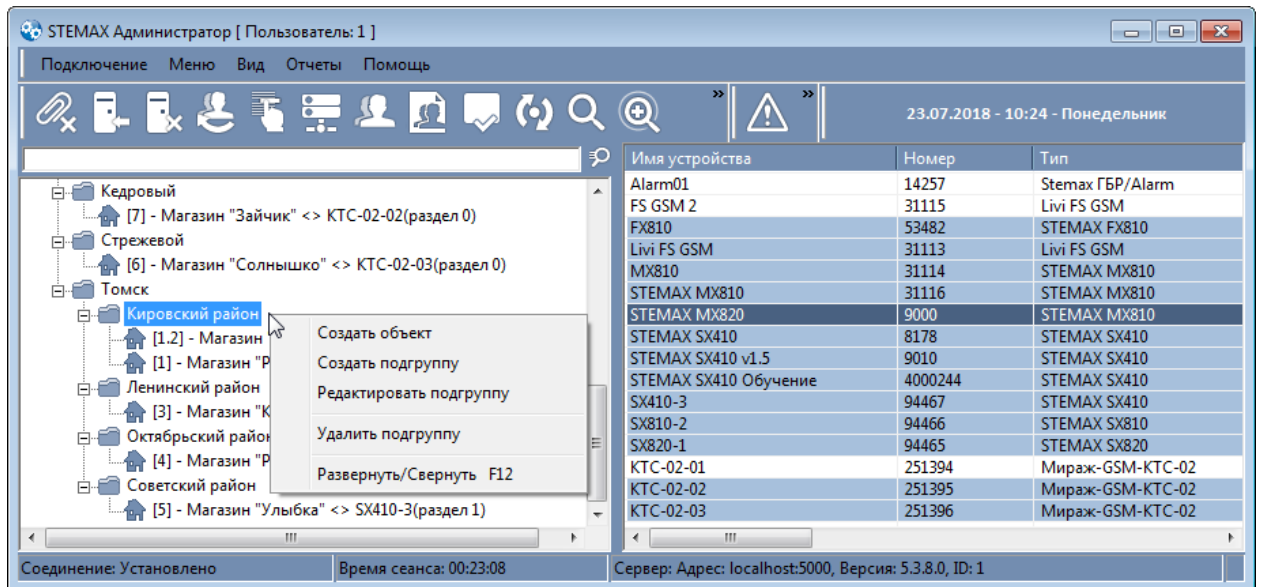 STEMAX Администратор [ Пользователь: 1 ]
Подключение Меню Вид Отчеты Помощь
» » 23.07.2018 - 10:24 - Понедельник
Имя устройства Номер Тип
Кедровый
[7] - Магазин "Зайчик" <> КТС-02-02(раздел 0)
Стрежевой
[6] - Магазин "Солнышко" <> КТС-02-03(раздел 0)
Томск
Кировский район
[1.2] - Магазин
[1] - Магазин "Р
Ленинский район
[3] - Магазин "К
Октябрьский район
[4] - Магазин "Р
Советский район
[5] - Магазин "Улыбка" <> SX410-3(раздел 1)
Создать объект
Создать подгруппу
Редактировать подгруппу
Удалить подгруппу
Развернуть/Свернуть F12
Alarm01 14257 Stemax ГБР/Alarm
FS GSM 2 31115 Livi FS GSM
FX810 53482 STEMAX FX810
Livi FS GSM 31113 Livi FS GSM
MX810 31114 STEMAX MX810
STEMAX MX810 31116 STEMAX MX810
STEMAX MX820 9000 STEMAX MX810
STEMAX SX410 8178 STEMAX SX410
STEMAX SX410 v1.5 9010 STEMAX SX410
STEMAX SX410 Обучение 4000244 STEMAX SX410
SX410-3 94467 STEMAX SX410
SX810-2 94466 STEMAX SX810
SX820-1 94465 STEMAX SX820
КТС-02-01 251394 Мираж-GSM-КТС-02
КТС-02-02 251395 Мираж-GSM-КТС-02
КТС-02-03 251396 Мираж-GSM-КТС-02
Соединение: Установлено Время сеанса: 00:23:08 Сервер: Адрес: localhost:5000, Версия: 5.3.8.0, ID: 1